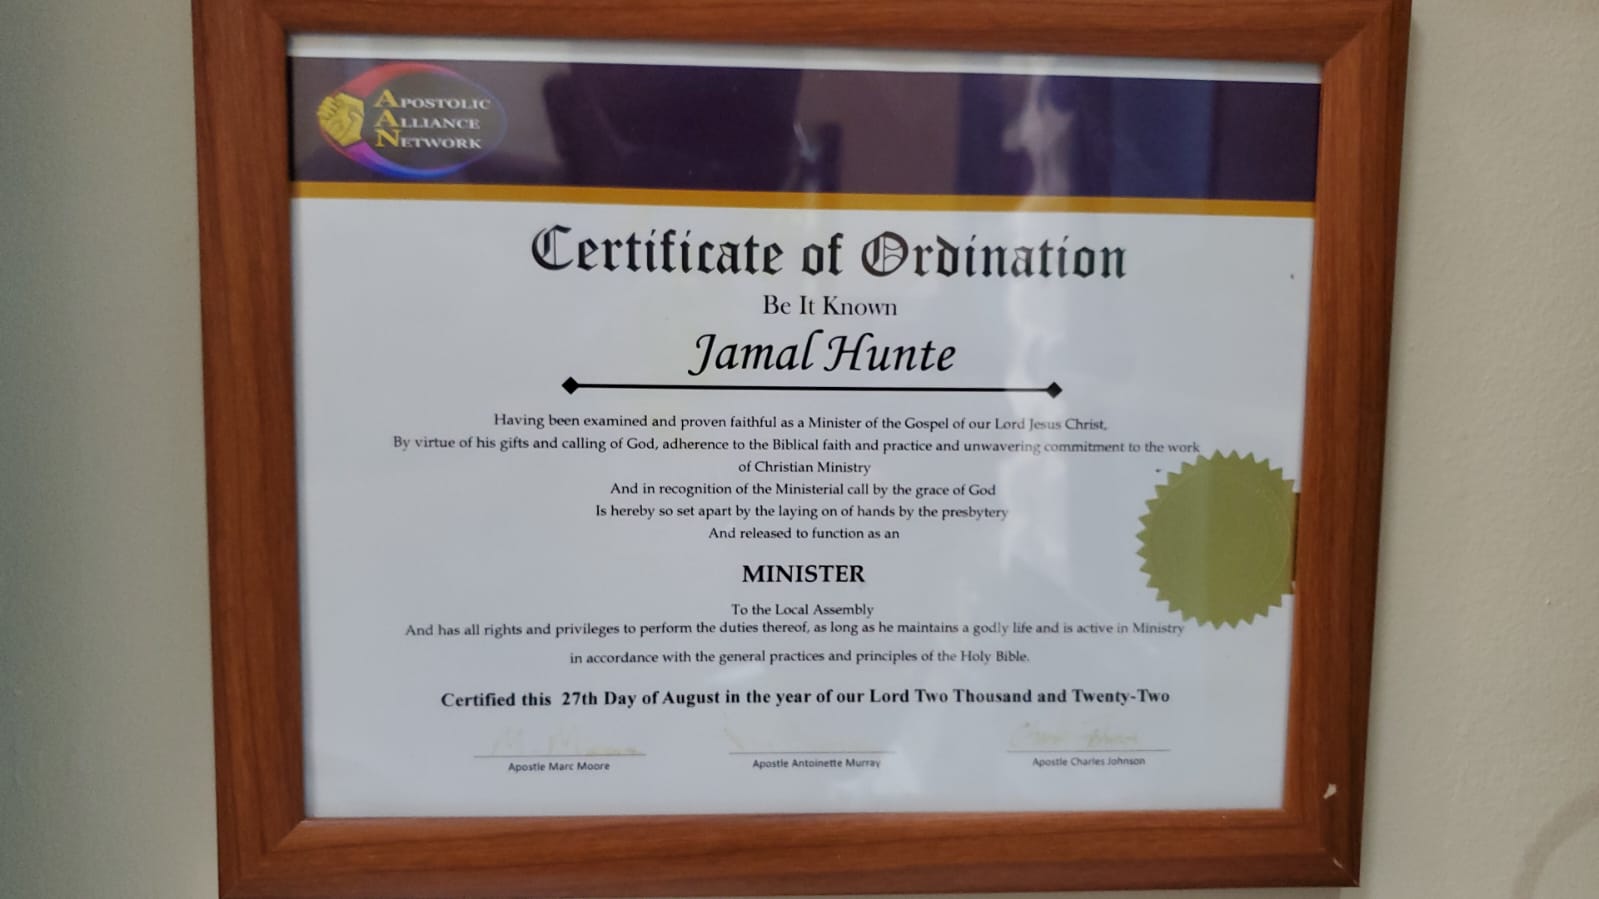 APOSTOLIC
ALLIANCE
NETWORK
Certificate of Ordination
Be It Known
Jamal Hunte
Having been examined and proven faithful as a Minister of the Gospel of our Lord Jesus Christ,
By virtue of his gifts and calling of God, adherence to the Biblical faith and practice and unwavering commitment to the work
of Christian Ministry
And in recognition of the Ministerial call by the grace of God
Is hereby so set apart by the laying on of hands by the presbytery
And released to function as an
MINISTER
To the Local Assembly
And has all rights and privileges to perform the duties thereof, as long as he maintains a godly life and is active in Ministry
in accordance with the general practices and principles of the Holy Bible.
Certified this 27th Day of August in the year of our Lord Two Thousand and Twenty-Two
Apostle Marc Moore
Apostle Antoinette Murray
Apostle Charles Johnson